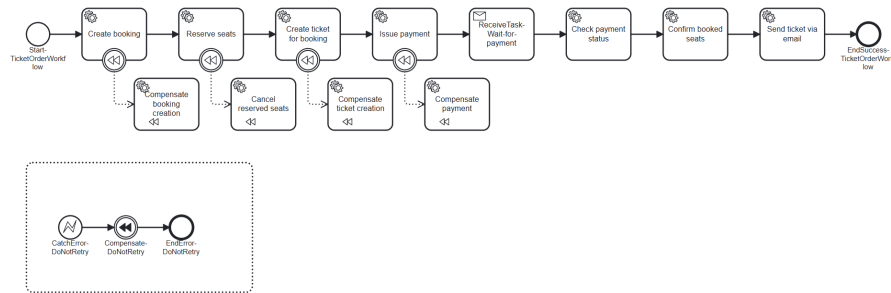 Create booking
Reserve seats
Create ticket
for booking
Issue payment
ReceiveTask-
Wait-for-
payment
Check payment
status
Confirm booked
seats
Send ticket via
email
Start-
TicketOrderWorkf
low
EndSuccess-
TicketOrderWor
low
Compensate
booking
creation
Cancel
reserved seats
Compensate
ticket creation
Compensate
payment
CatchError-
DoNotRetry
Compensate-
DoNotRetry
EndError-
DoNotRetry